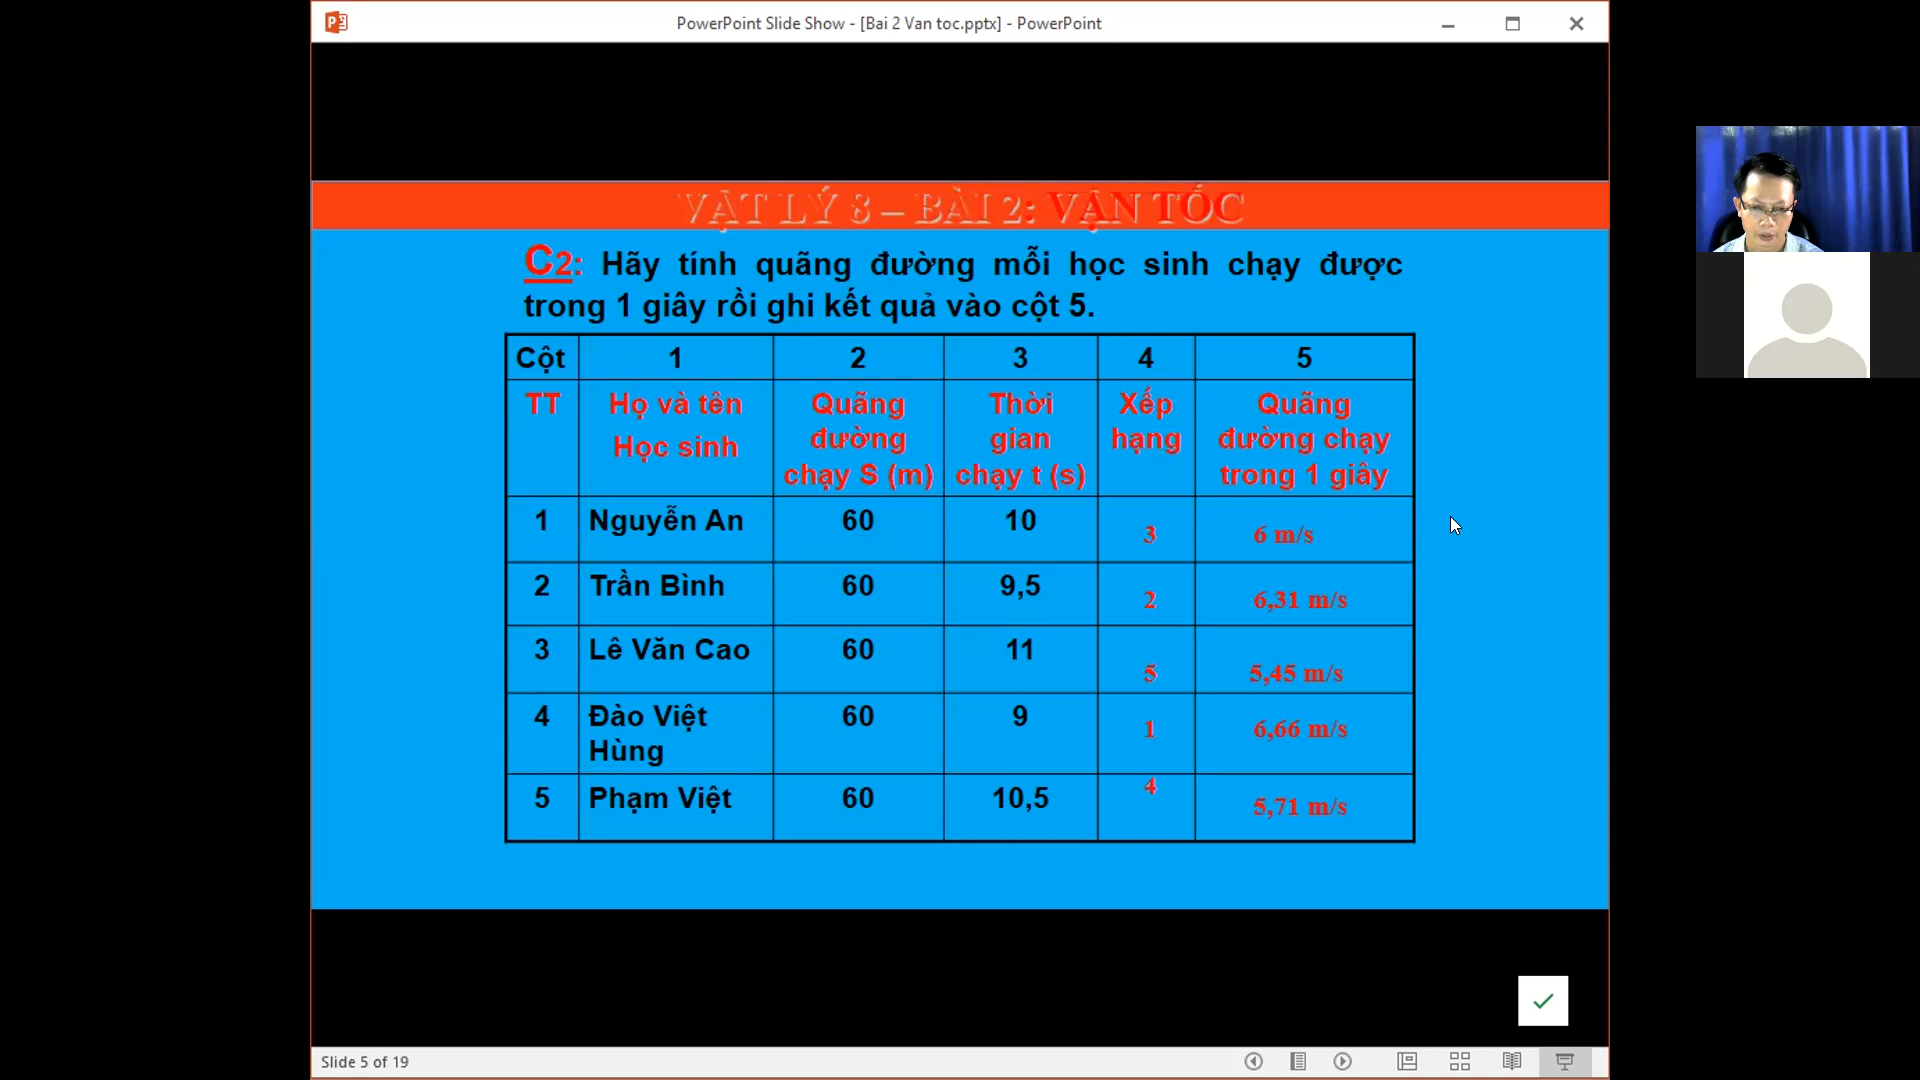 PowerPoint Slide Show - [Bai 2 Van toc.pptx] - PowerPoint
VẬT LÝ 8 – BÀI 2: VẬN TỐC
C2: Hãy tính quãng đường mỗi học sinh chạy được
trong 1 giây rồi ghi kết quả vào cột 5.
Cột 1 2 3 4 5
TT Họ và tên Quãng Thời Xếp Quãng
Học sinh đường gian hạng đường chạy
chạy S (m) chạy t (s) trong 1 giây
1 Nguyễn An 60 10 3 6 m/s
2 Trần Bình 60 9,5 2 6,31 m/s
3 Lê Văn Cao 60 11 5 5,45 m/s
4 Đào Việt 60 9 1 6,66 m/s
Hùng
5 Phạm Việt 60 10,5 4 5,71 m/s
Slide 5 of 19